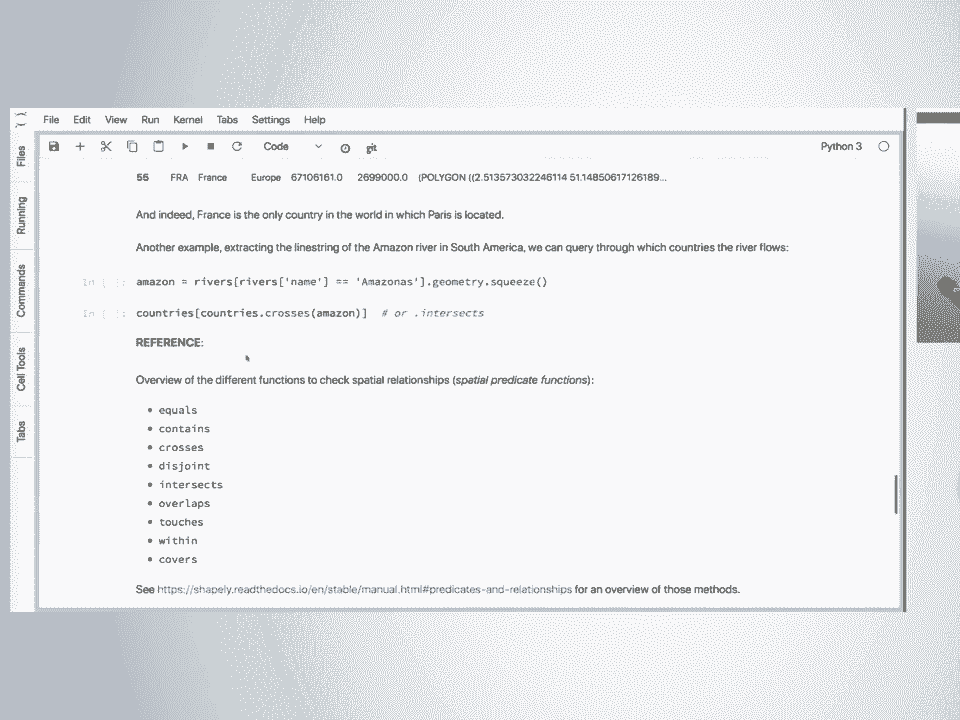 File Edit View Run Kernel Tabs Settings Help
Code git Python 3
Files
Running
Commands
Cell Tools
Tabs
55 FRA France Europe 67106161.0 2699000.0 (POLYGON ((2.513573032246114 51.14850617126189...
And indeed, France is the only country in the world in which Paris is located.
Another example, extracting the linestring of the Amazon river in South America, we can query through which countries the river flows:
In [ ]: amazon = rivers[rivers['name'] == 'Amazonas'].geometry.squeeze()
In [ ]: countries[countries.crosses(amazon)] # or .intersects
REFERENCE:
Overview of the different functions to check spatial relationships (spatial predicate functions):
• equals
• contains
• crosses
• disjoint
• intersects
• overlaps
• touches
• within
• covers
See https://shapely.readthedocs.io/en/stable/manual.html#predicates-and-relationships for an overview of those methods.